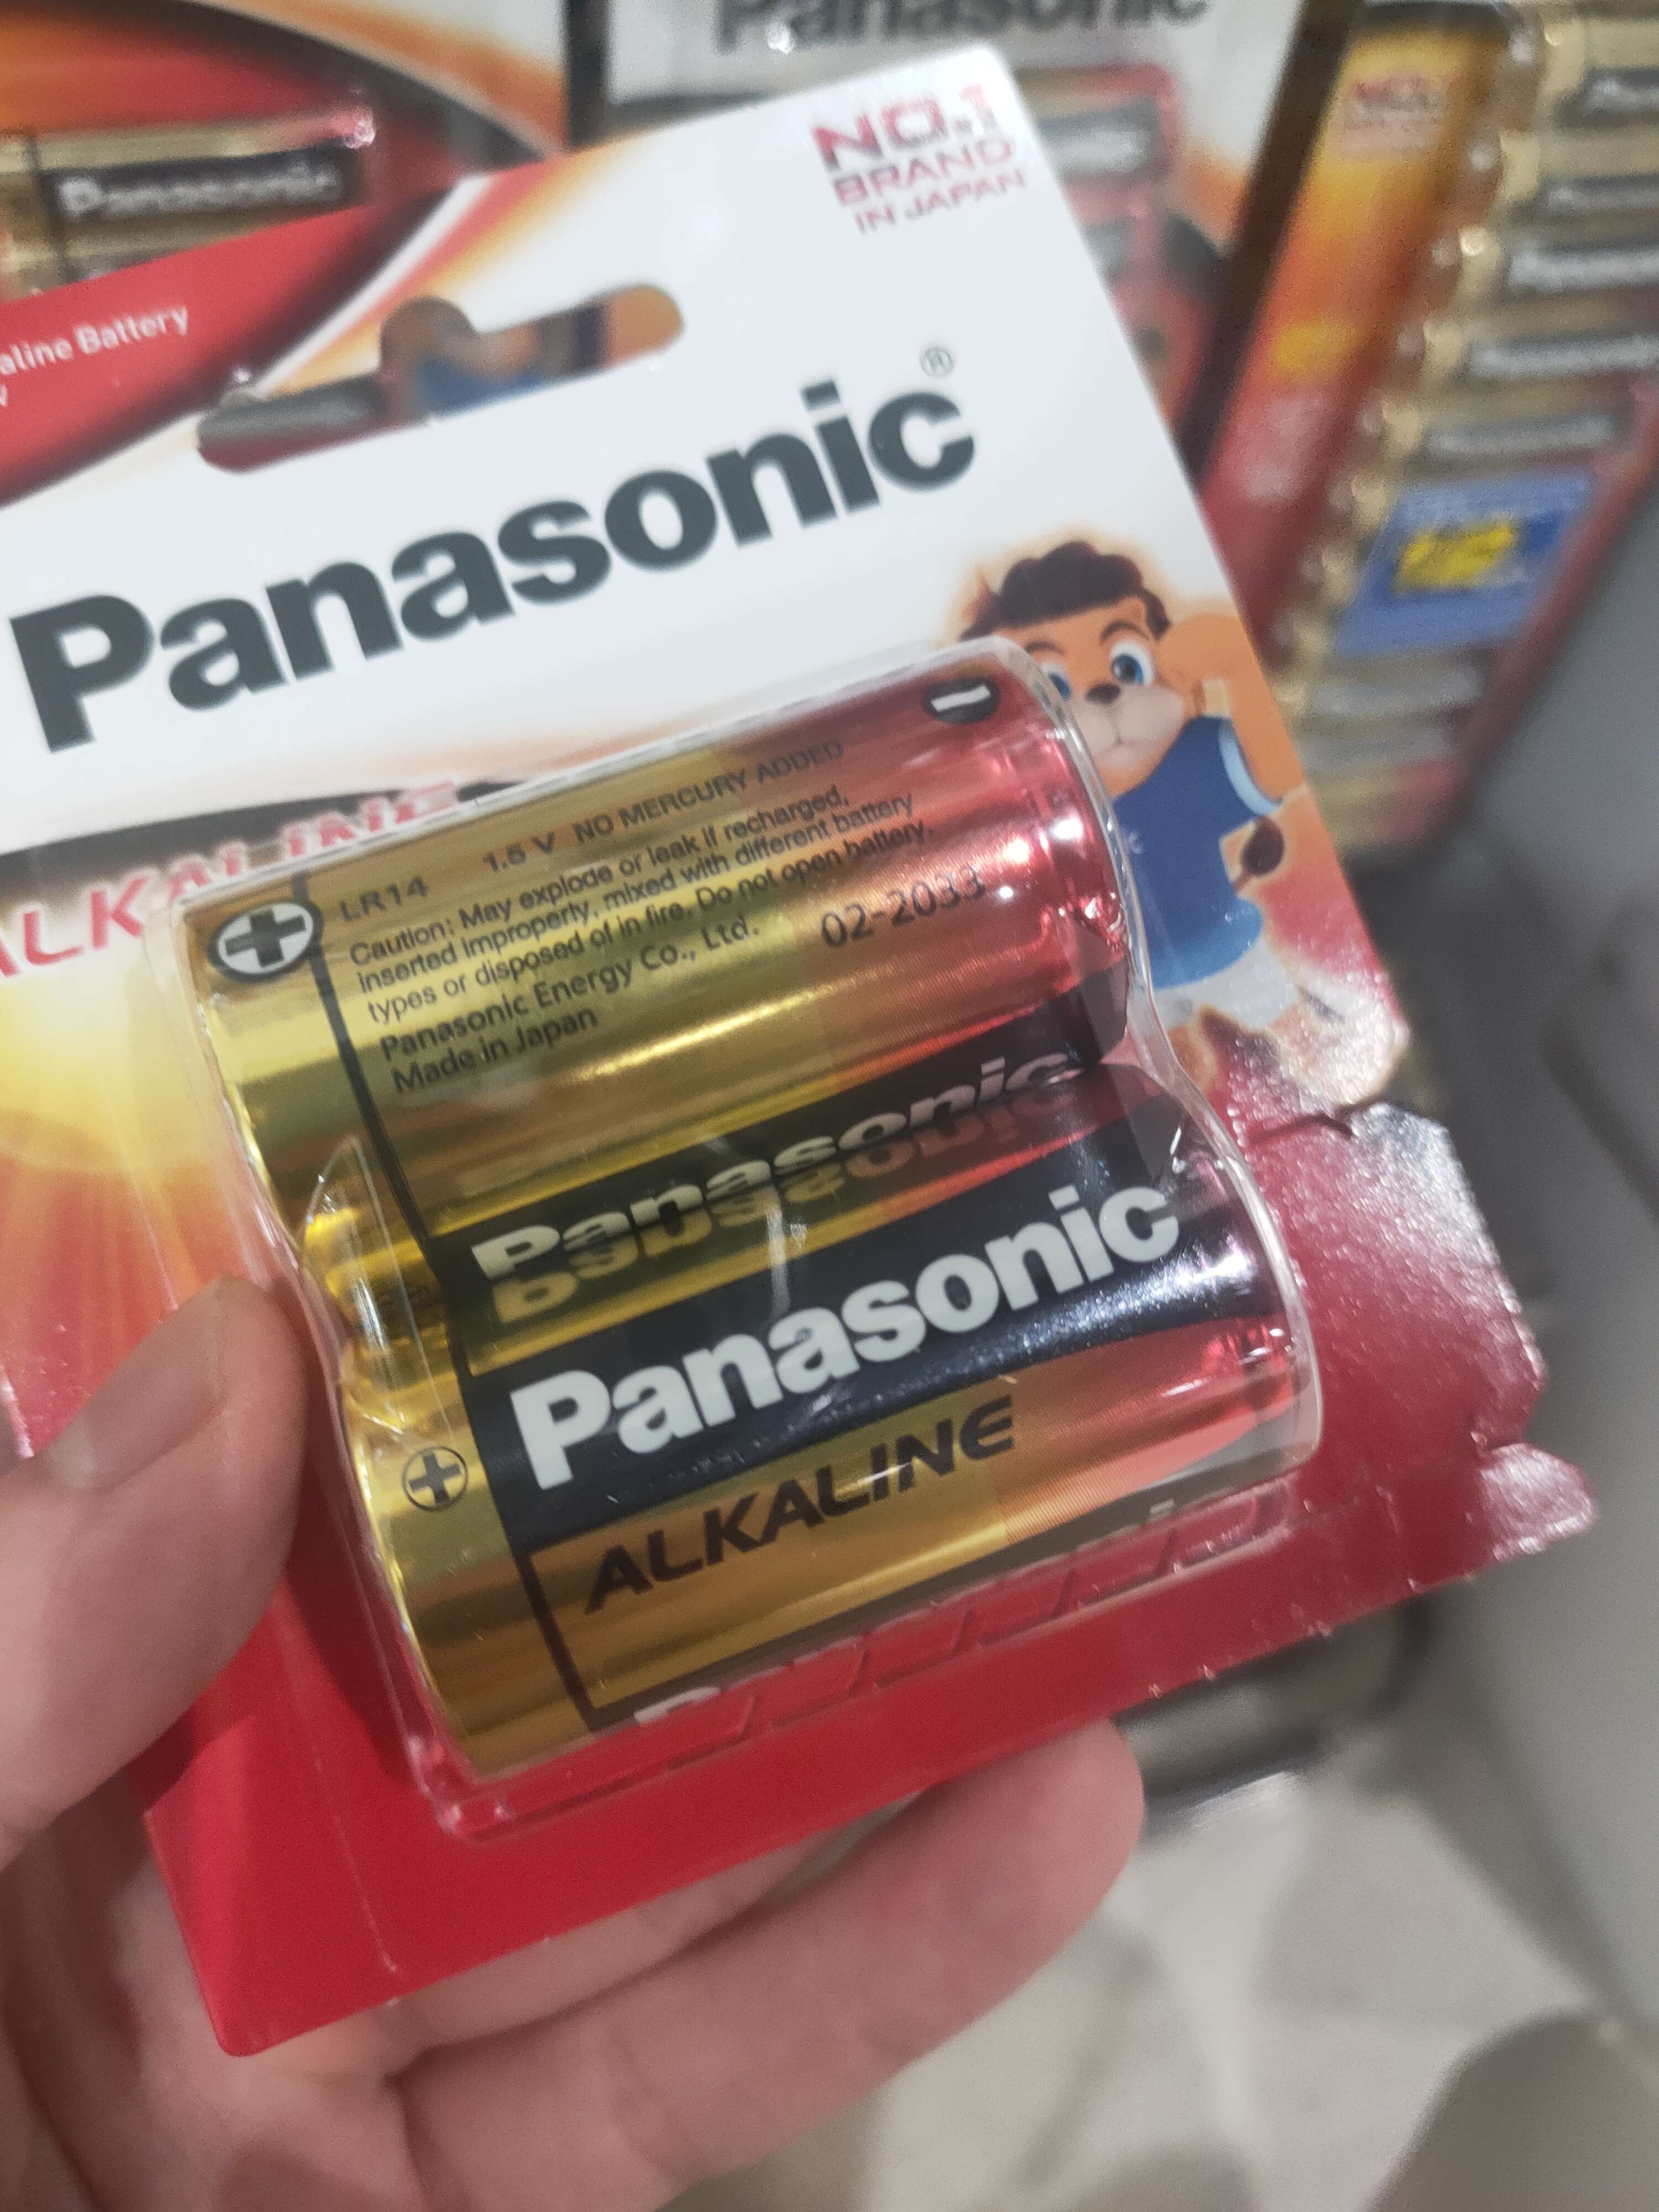 Panasonic
NO.1
BRAND
IN JAPAN
Panasonic
aline Battery
Panasonic®
ALKALINE
LR14 1.5 V NO MERCURY ADDED
Caution: May explode or leak if recharged,
inserted improperly, mixed with different battery
types or disposed of in fire. Do not open battery.
Panasonic Energy Co., Ltd. 02-2033
Made in Japan
Panasonic
Panasonic
ALKALINE